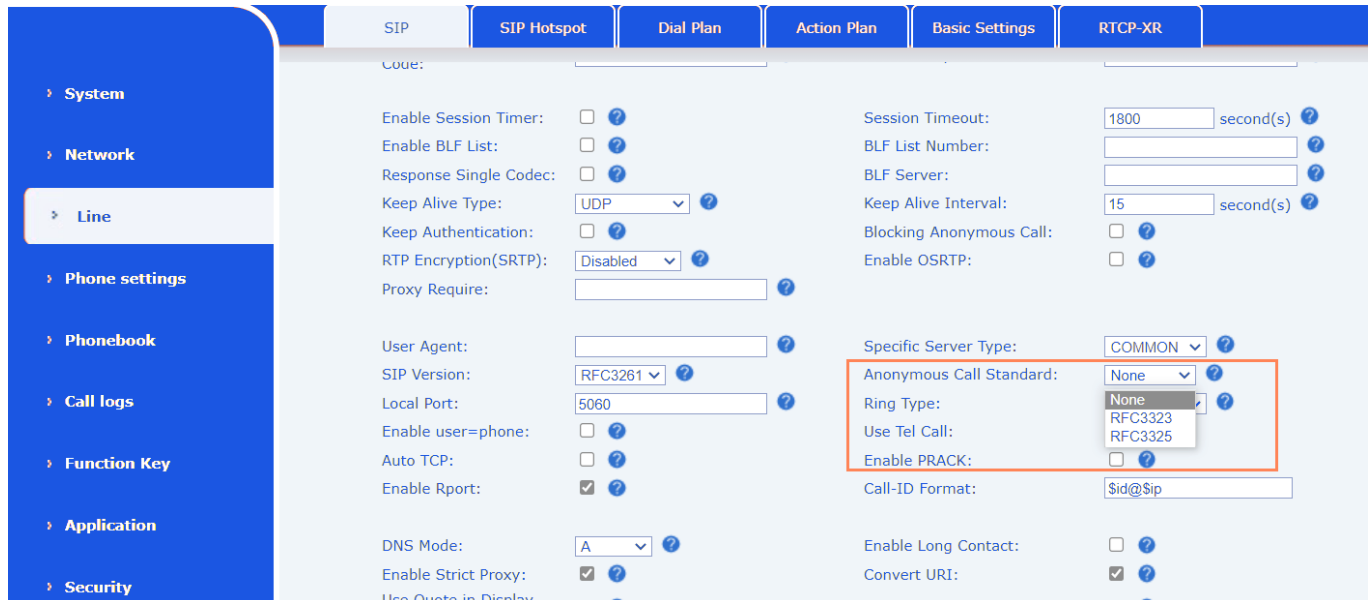 SIP
SIP Hotspot
Dial Plan
Action Plan
Basic Settings
RTCP-XR
System
Network
Line
Phone settings
Phonebook
Call logs
Function Key
Application
Security
Code:
Enable Session Timer: ?
Session Timeout: 1800 second(s) ?
Enable BLF List: ?
BLF List Number: ?
Response Single Codec: ?
BLF Server: ?
Keep Alive Type: UDP ?
Keep Alive Interval: 15 second(s) ?
Keep Authentication: ?
Blocking Anonymous Call: ?
RTP Encryption(SRTP): Disabled ?
Enable OSRTP: ?
Proxy Require: ?
User Agent: ?
Specific Server Type: COMMON ?
SIP Version: RFC3261 ?
Anonymous Call Standard: None ?
None
RFC3323
RFC3325
Local Port: 5060 ?
Ring Type: ?
Enable user=phone: ?
Use Tel Call:
Auto TCP: ?
Enable PRACK: ?
Enable Rport: ?
Call-ID Format: $id@$ip
DNS Mode: A ?
Enable Long Contact: ?
Enable Strict Proxy: ?
Convert URI: ?
Use Quote in Display